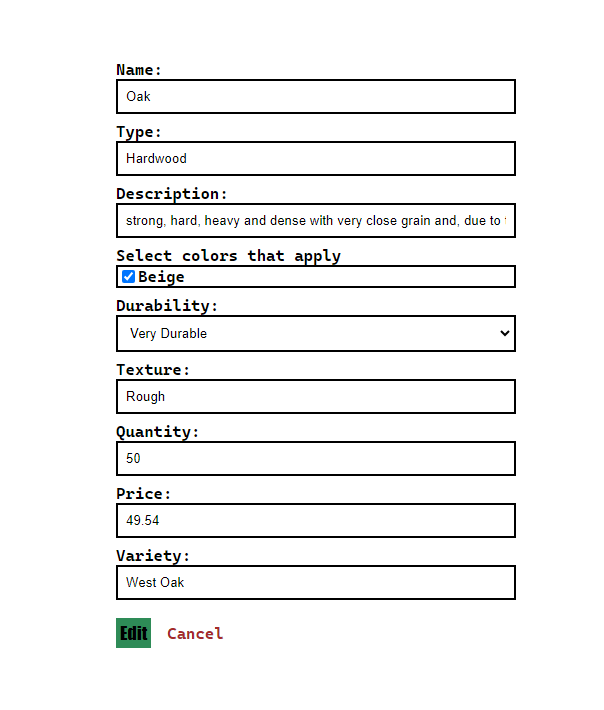 Name:
Oak
Type:
Hardwood
Description:
strong, hard, heavy and dense with very close grain and, due to
Select colors that apply
Beige
Durability:
Very Durable
Texture:
Rough
Quantity:
50
Price:
49.54
Variety:
West Oak
Edit Cancel